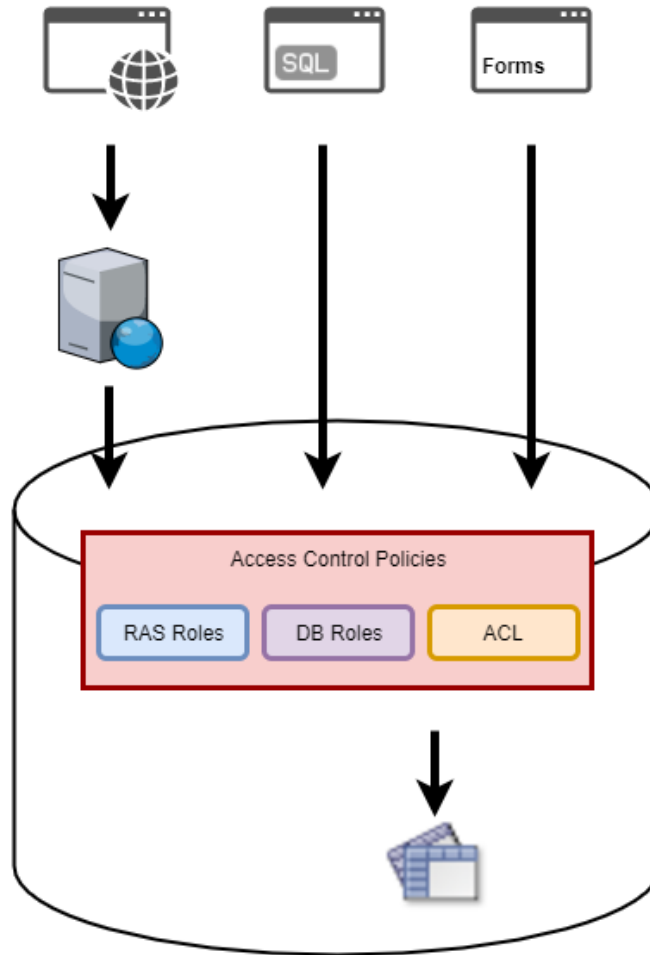 SQL
Forms
Access Control Policies
RAS Roles
DB Roles
ACL